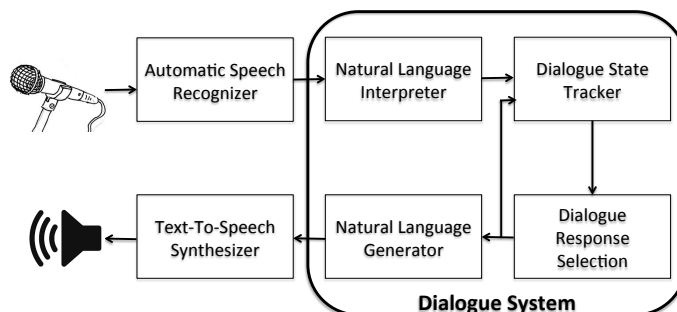 Automatic Speech
Recognizer
Natural Language
Interpreter
Dialogue State
Tracker
Text-To-Speech
Synthesizer
Natural Language
Generator
Dialogue
Response
Selection
Dialogue System